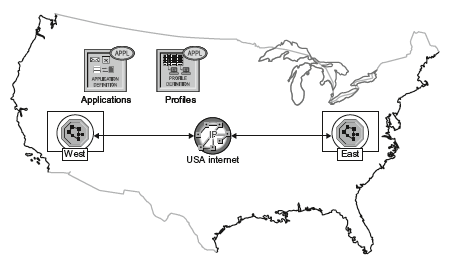 APPL
APPL
APPLICATION
DEFINITION
PROFILE
DEFINITION
Applications
Profiles
IP
West
USA internet
East